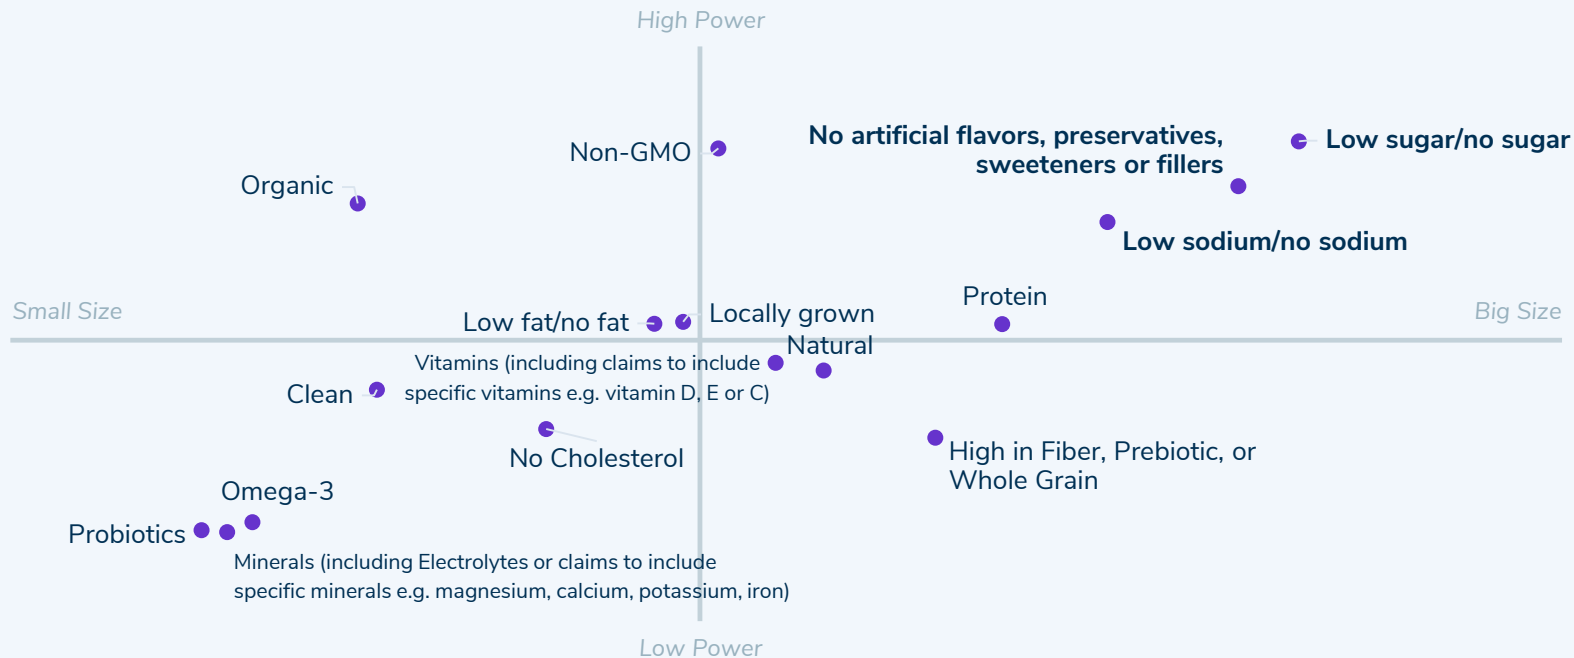 High Power
No artificial flavors, preservatives,
sweeteners or fillers
Low sugar/no sugar
Non-GMO
Organic
Low sodium/no sodium
Protein
Small Size
Big Size
Low fat/no fat
Locally grown
Natural
Vitamins (including claims to include
specific vitamins e.g. vitamin D, E or C)
Clean
No Cholesterol
High in Fiber, Prebiotic, or
Whole Grain
Omega-3
Probiotics
Minerals (including Electrolytes or claims to include
specific minerals e.g. magnesium, calcium, potassium, iron)
Low Power